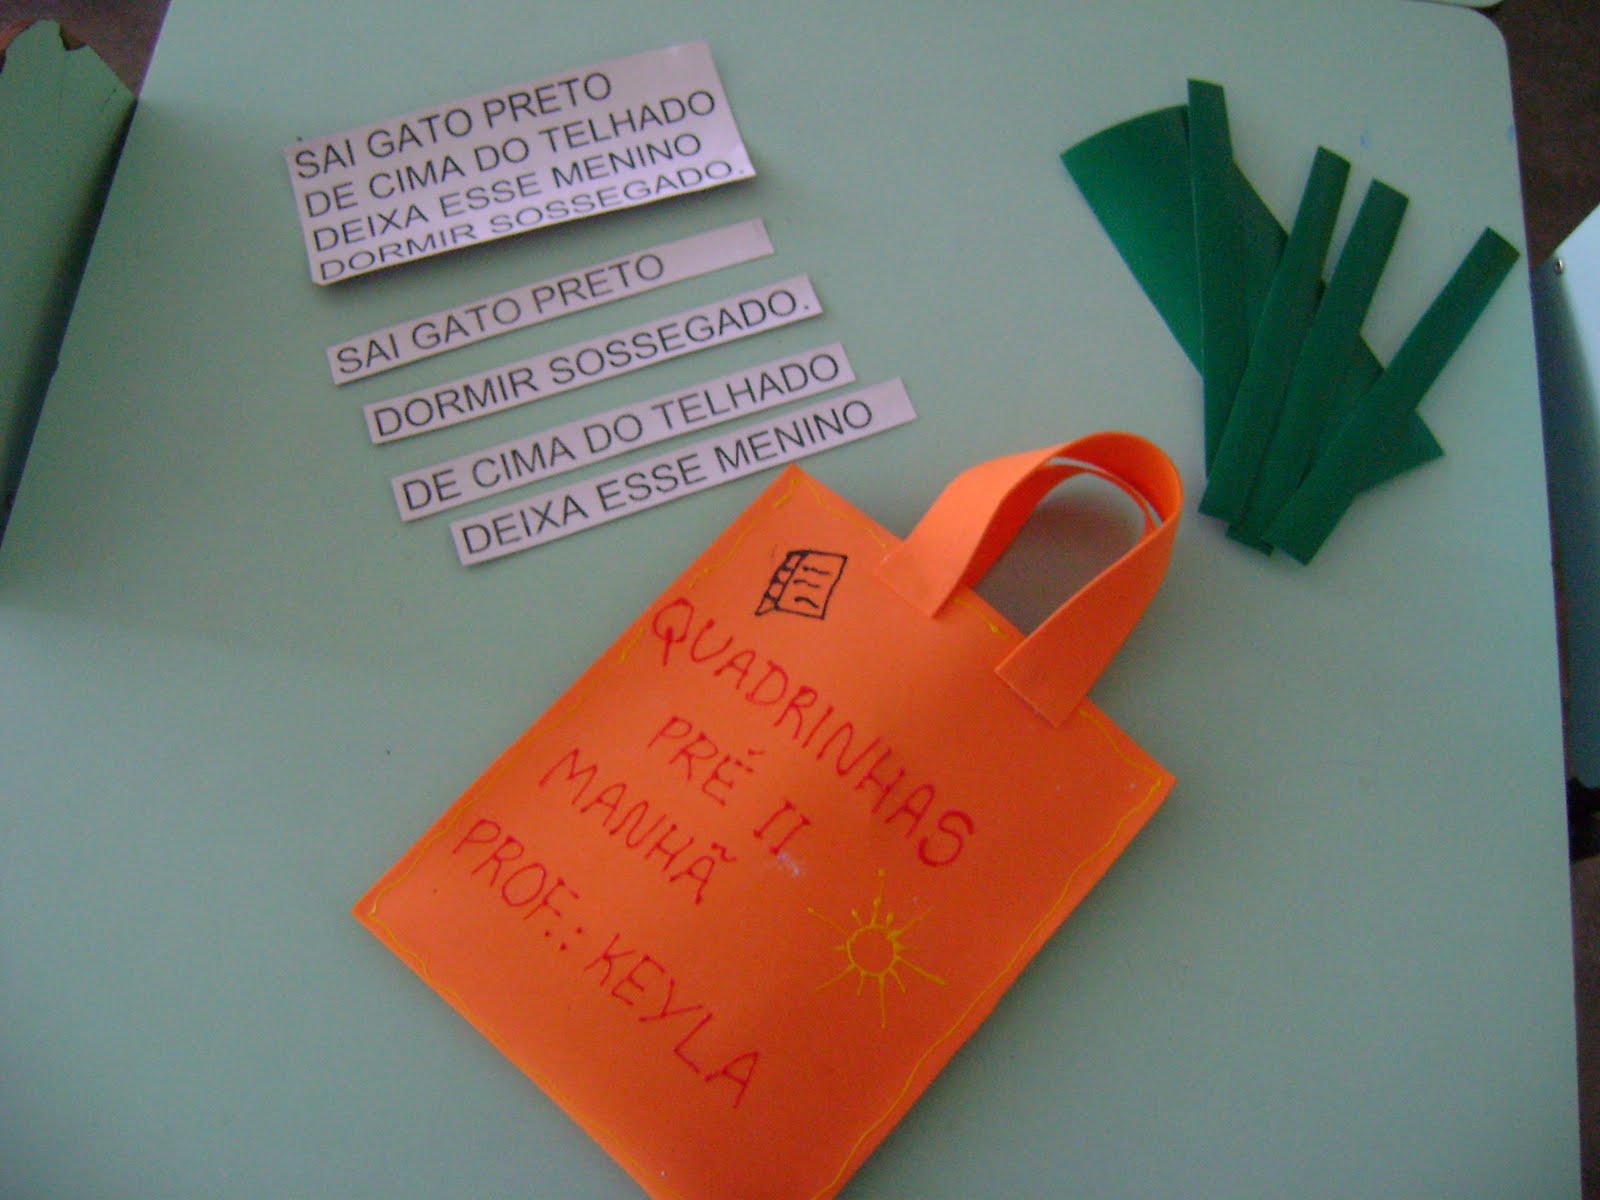 SAI GATO PRETO
DE CIMA DO TELHADO
DEIXA ESSE MENINO
DORMIR SOSSEGADO.
SAI GATO PRETO
DORMIR SOSSEGADO.
DE CIMA DO TELHADO
DEIXA ESSE MENINO
QUADRINHAS
PRÉ II
MANHÃ
PROF.: KEYLA